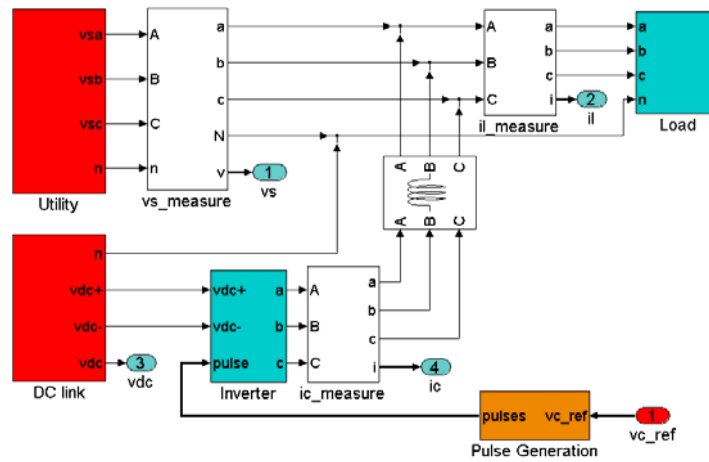 vsa A a A a a
vsb B b B b b
vsc C c C c c
n n N i 2 n
v 1 il_measure il Load
Utility vs_measure vs
A B C
A B C
n
vdc+ vdc+ a A a
vdc- vdc- b B b
c
vdc 3 pulse c C i 4
DC link vdc Inverter ic_measure ic
pulses vc_ref 1
Pulse Generation vc_ref